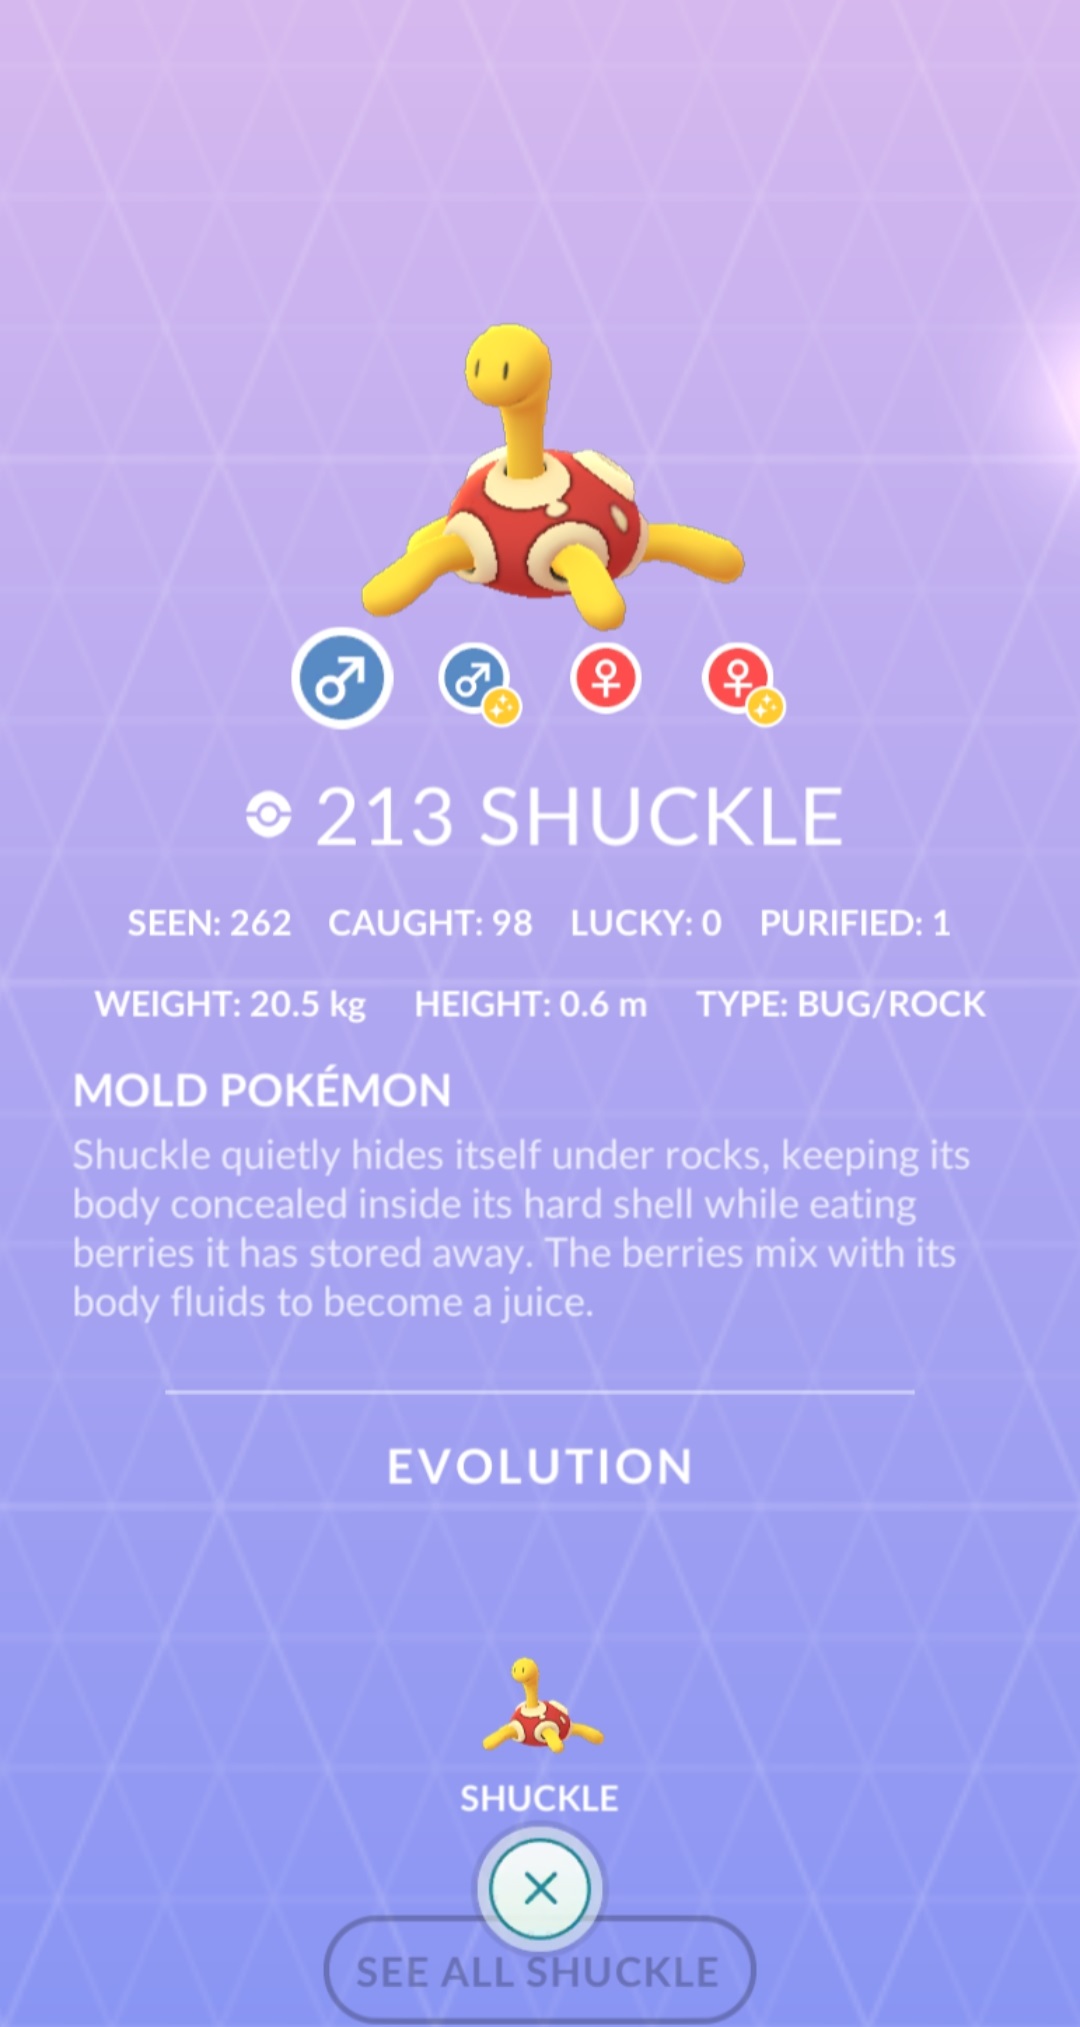 213 SHUCKLE
SEEN: 262 CAUGHT: 98 LUCKY: 0 PURIFIED: 1
WEIGHT: 20.5 kg HEIGHT: 0.6 m TYPE: BUG/ROCK
MOLD POKÉMON
Shuckle quietly hides itself under rocks, keeping its
body concealed inside its hard shell while eating
berries it has stored away. The berries mix with its
body fluids to become a juice.
EVOLUTION
SHUCKLE
SEE ALL SHUCKLE